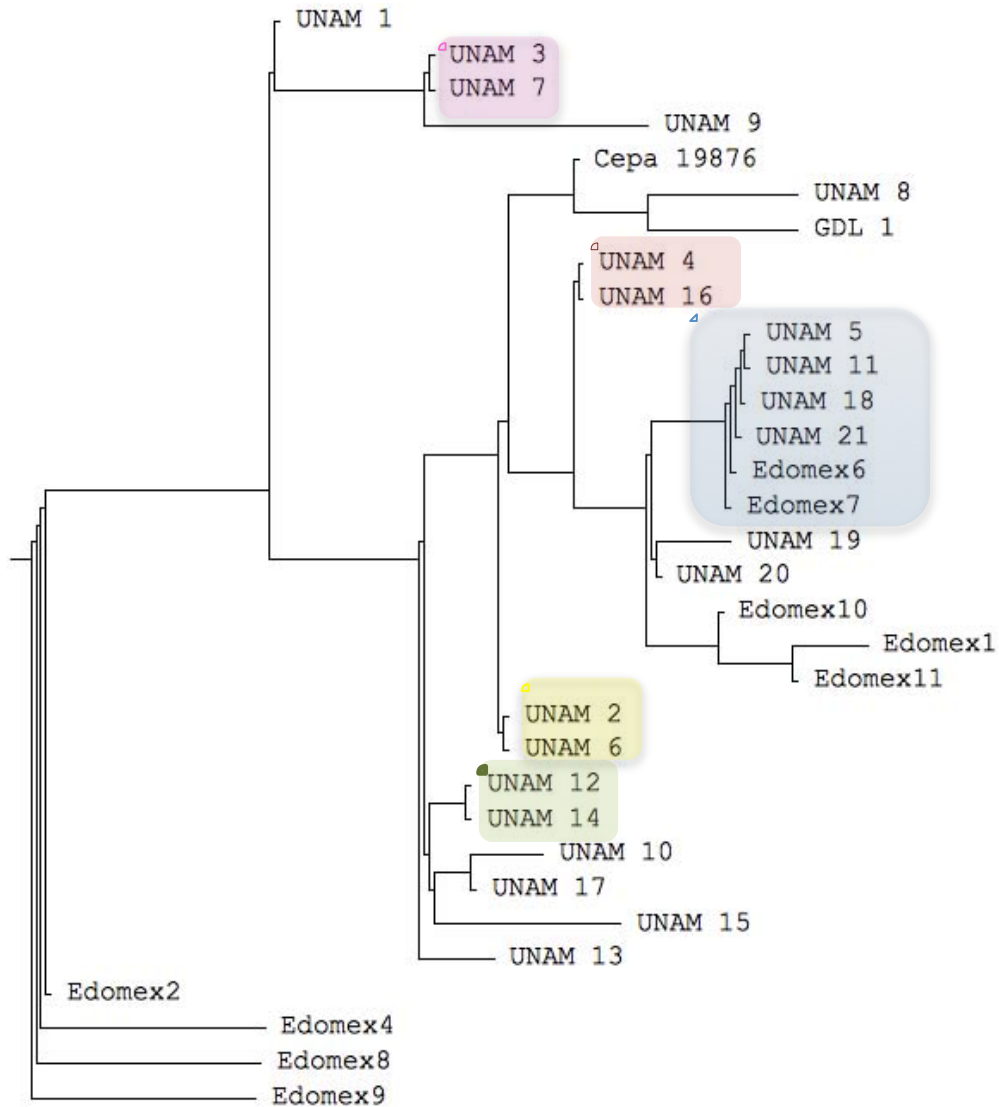 UNAM 1
UNAM 3
UNAM 7
UNAM 9
Cepa 19876
UNAM 8
GDL 1
UNAM 4
UNAM 16
UNAM 5
UNAM 11
UNAM 18
UNAM 21
Edomex6
Edomex7
UNAM 19
UNAM 20
Edomex10
Edomex1
Edomex11
UNAM 2
UNAM 6
UNAM 12
UNAM 14
UNAM 10
UNAM 17
UNAM 15
UNAM 13
Edomex2
Edomex4
Edomex8
Edomex9